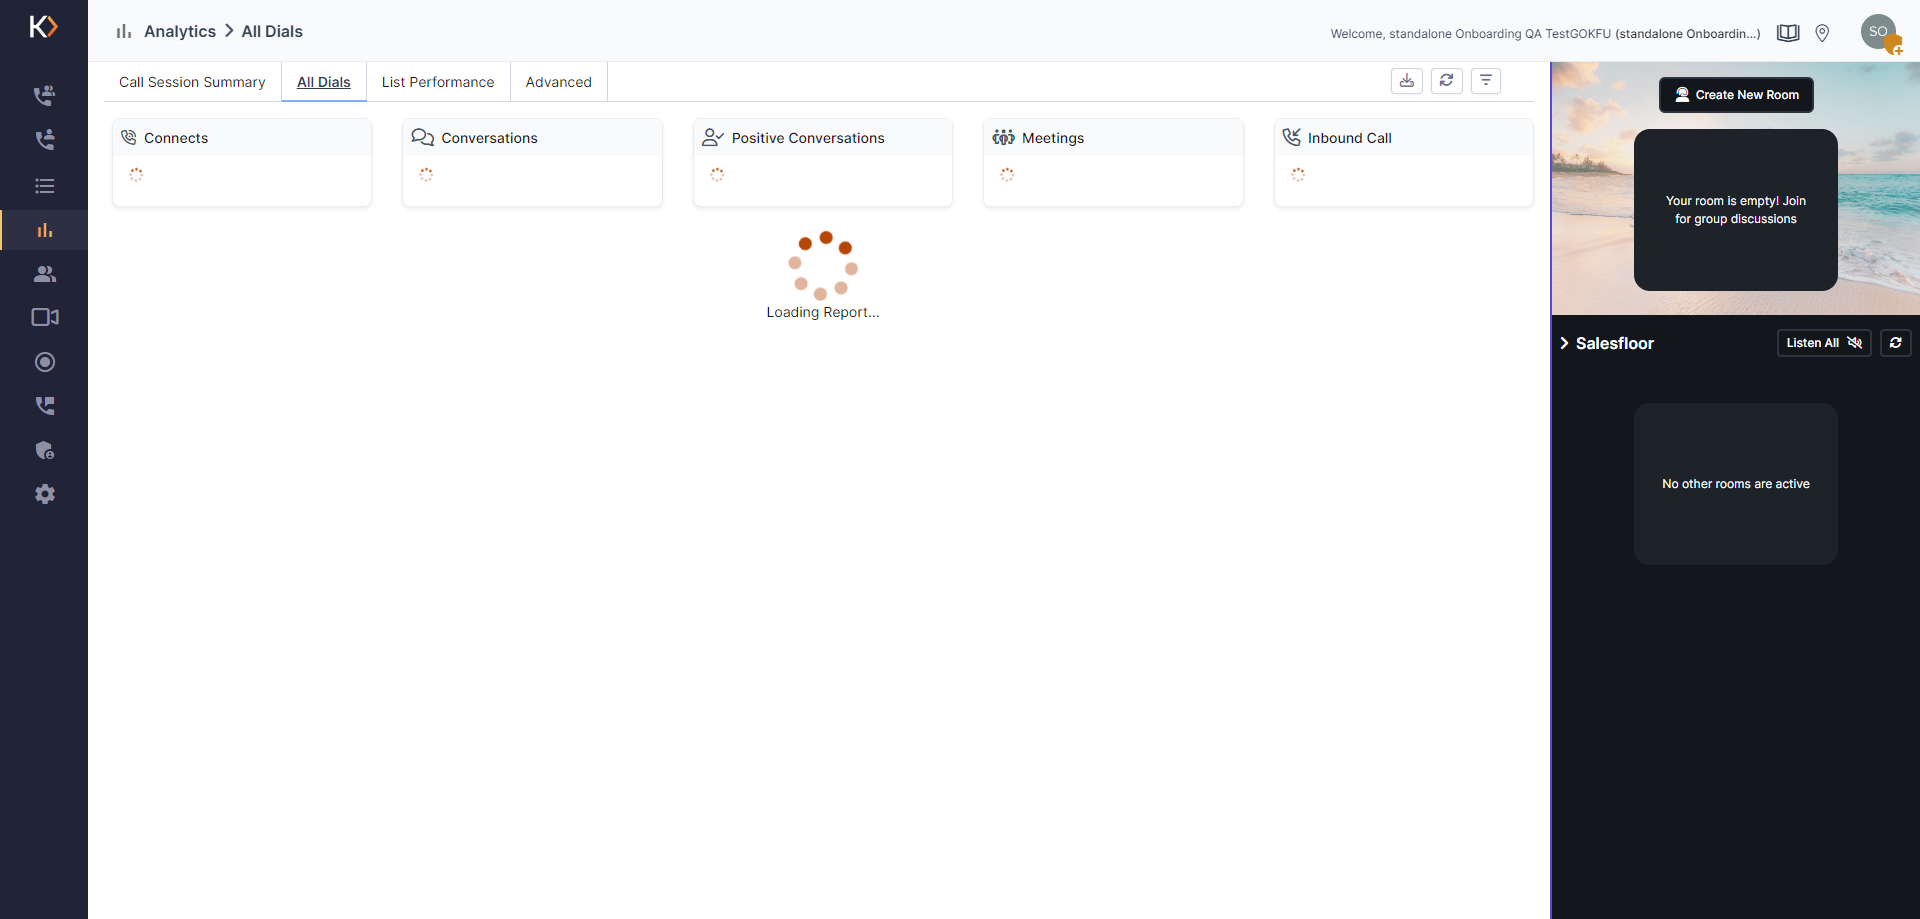 Analytics > All Dials
Welcome, standalone Onboarding QA TestGOKFU (standalone Onboardin...)
SO
Call Session Summary
All Dials
List Performance
Advanced
Create New Room
Connects
Conversations
Positive Conversations
Meetings
Inbound Call
Your room is empty! Join
for group discussions
Loading Report...
Salesfloor
Listen All
No other rooms are active